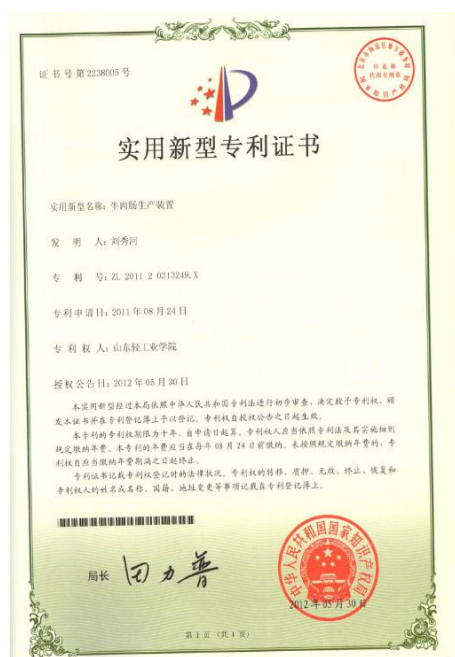 证书号第2238005号
实用新型专利证书
实用新型名称：牛肉肠生产装置
发明人：刘秀河
专利号：ZL 2011 2 0313249.X
专利申请日：2011年08月24日
专利权人：山东轻工业学院
授权公告日：2012年05月30日
本实用新型经过本局依照中华人民共和国专利法进行初步审查，决定授予专利权，颁
发本证书并在专利登记簿上予以登记。专利权自授权公告之日起生效。
本专利的专利权期限为十年，自申请日起算。专利权人应当依照专利法及其实施细则
规定缴纳年费。本专利的年费应当在每年08月24日前缴纳。未按照规定缴纳年费的，专
利权自应当缴纳年费期满之日起终止。
专利证书记载专利权登记时的法律状况。专利权的转移、质押、无效、终止、恢复和
专利权人的姓名或名称、国籍、地址变更等事项记载在专利登记簿上。
局长 田力普
中华人民共和国国家知识产权局
2012年05月30日
第1页（共1页）